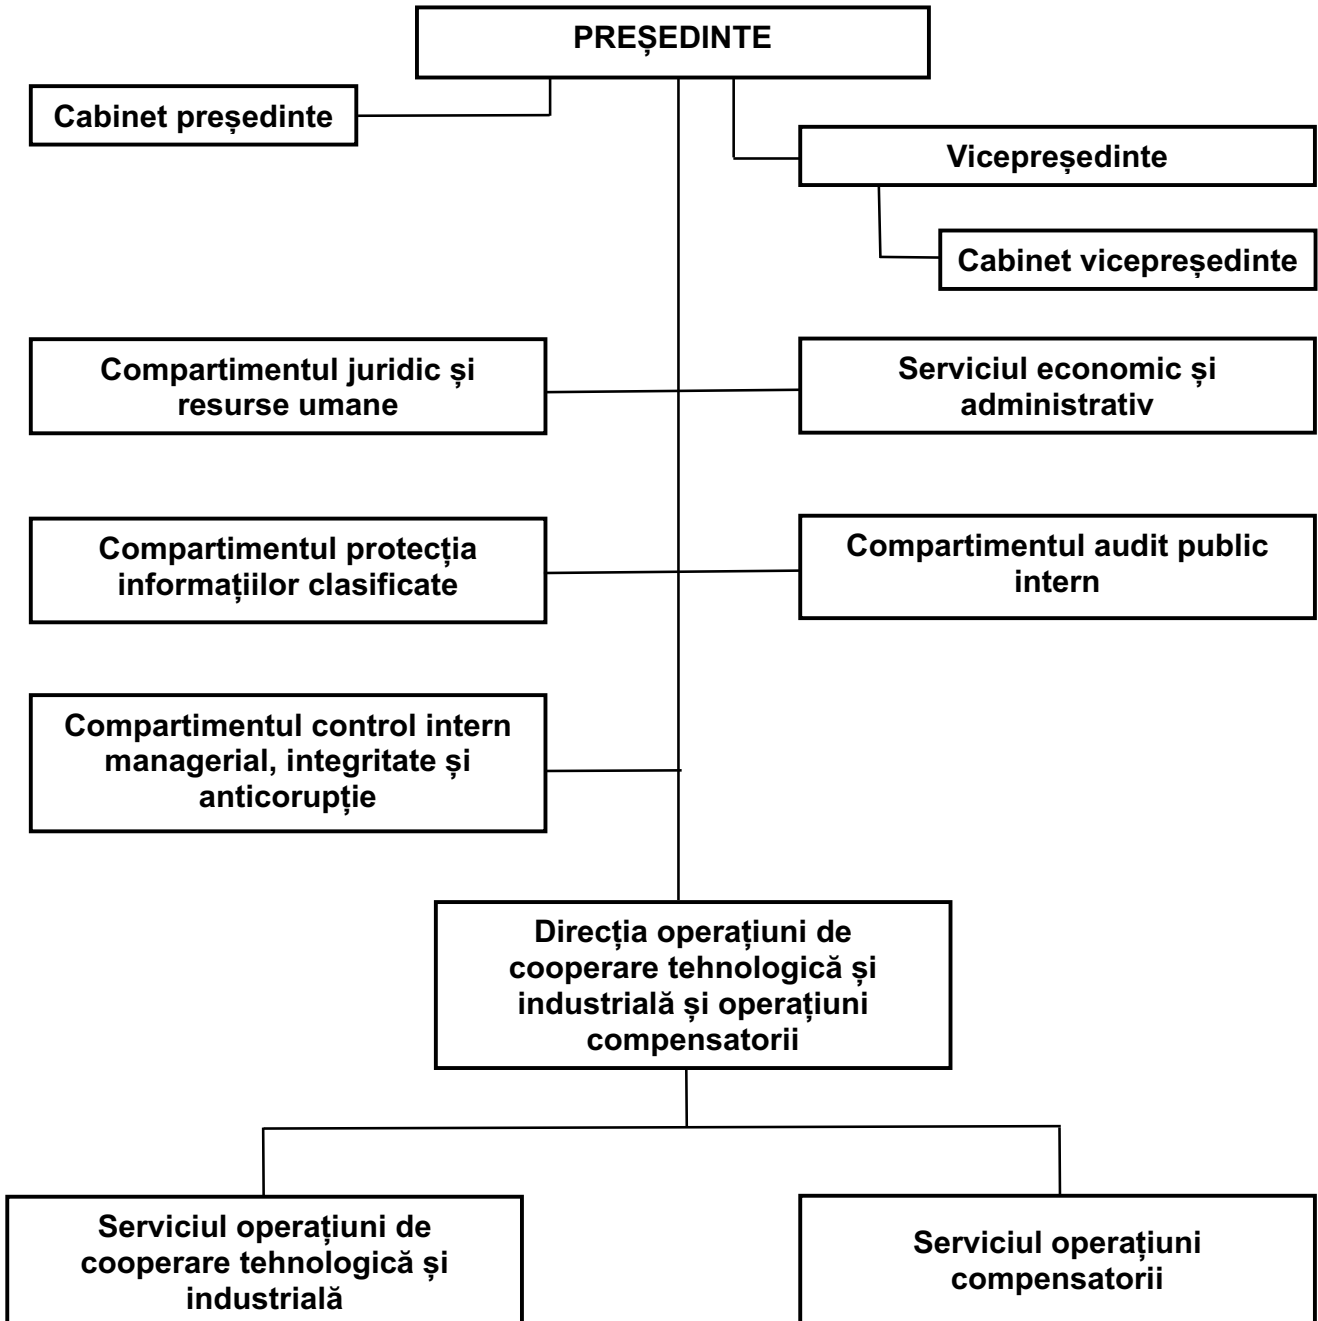 PREȘEDINTE
Cabinet președinte
Vicepreședinte
Cabinet vicepreședinte
Compartimentul juridic și
resurse umane
Serviciul economic și
administrativ
Compartimentul protecția
informațiilor clasificate
Compartimentul audit public
intern
Compartimentul control intern
managerial, integritate și
anticorupție
Direcția operațiuni de
cooperare tehnologică și
industrială și operațiuni
compensatorii
Serviciul operațiuni de
cooperare tehnologică și
industrială
Serviciul operațiuni
compensatorii